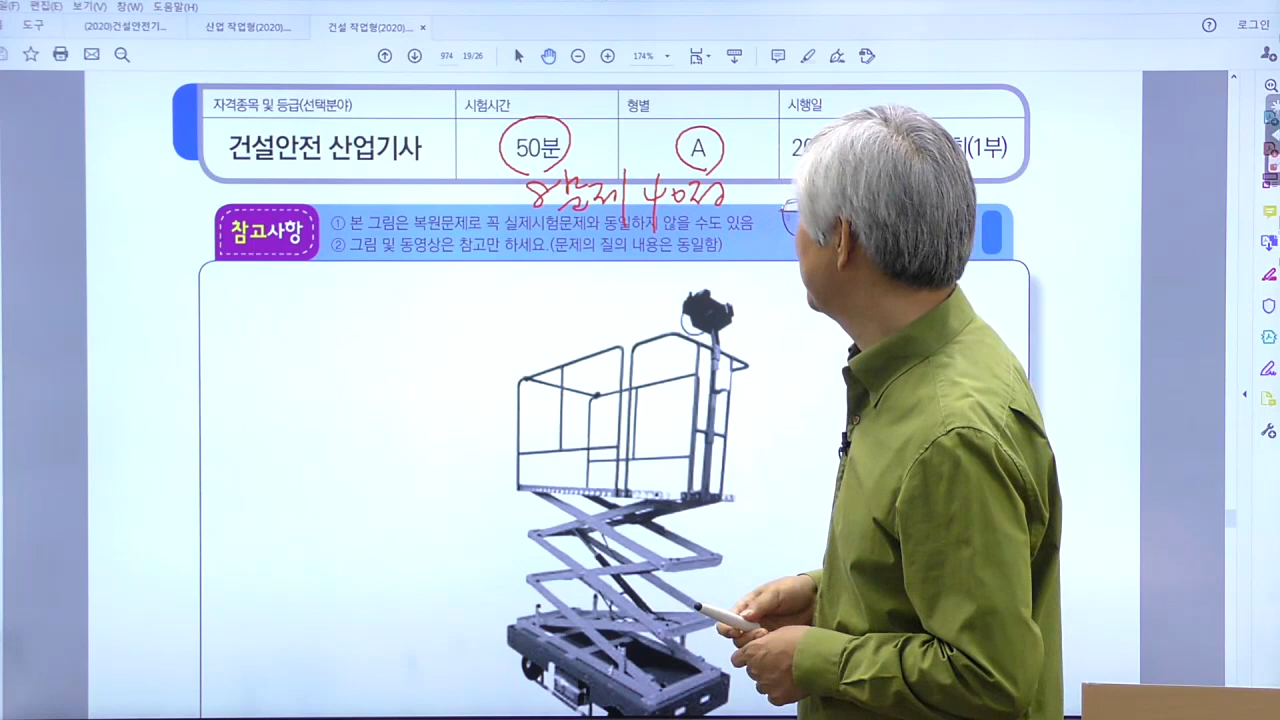 편집(E) 보기(V) 창(W) 도움말(H)
도구 (2020)건설안전기... 산업 작업형(2020).... 건설 작업형(2020).... × ? 로그인
974 19/26 174%
자격종목 및 등급(선택분야) 시험시간 형별 시행일
건설안전 산업기사 50분 A 20 회(1부)
8문제 40점
참고사항
① 본 그림은 복원문제로 꼭 실제시험문제와 동일하지 않을 수도 있음
② 그림 및 동영상은 참고만 하세요.(문제의 질의 내용은 동일함)